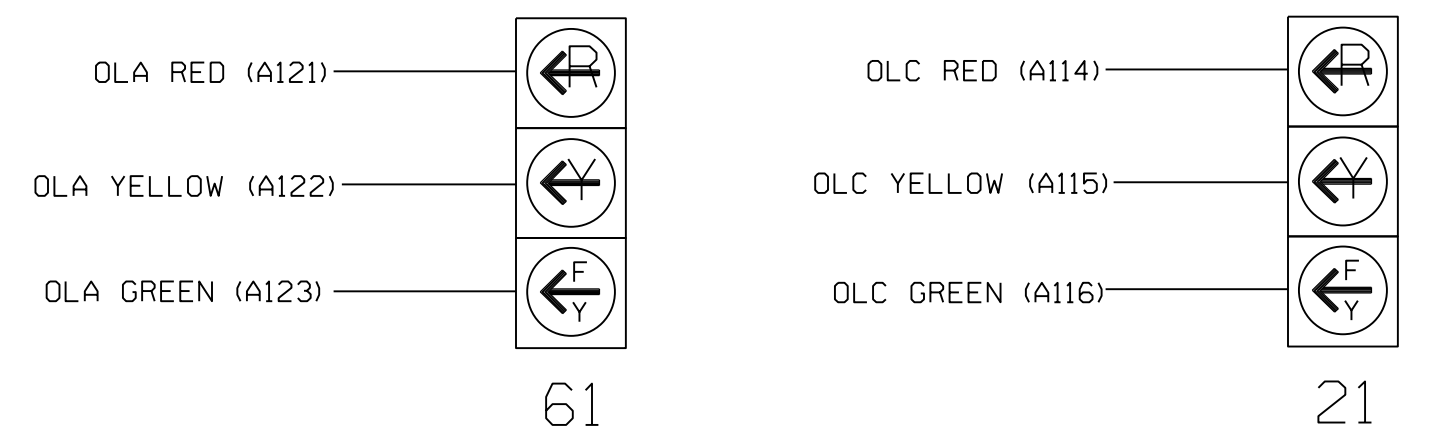 OLA RED (A121)
R
OLA YELLOW (A122)
Y
OLA GREEN (A123)
F
Y
61
OLC RED (A114)
R
OLC YELLOW (A115)
Y
OLC GREEN (A116)
F
Y
21